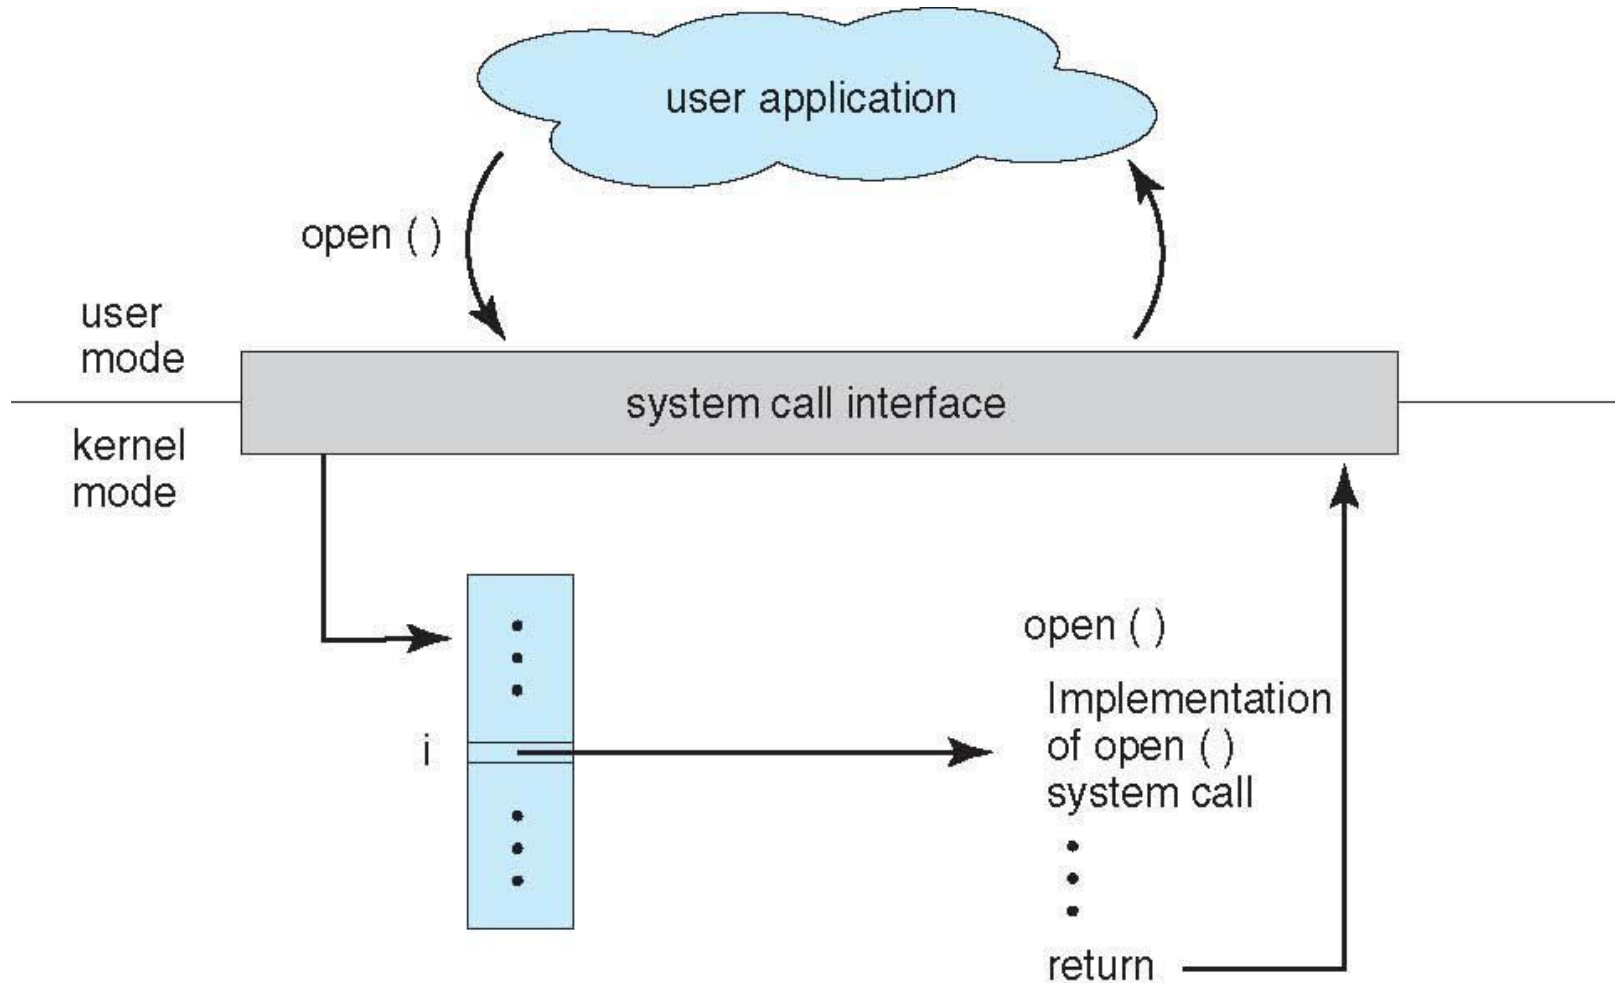 user application
open ( )
user
mode
system call interface
kernel
mode
open ( )
Implementation
of open ( )
system call
i
return